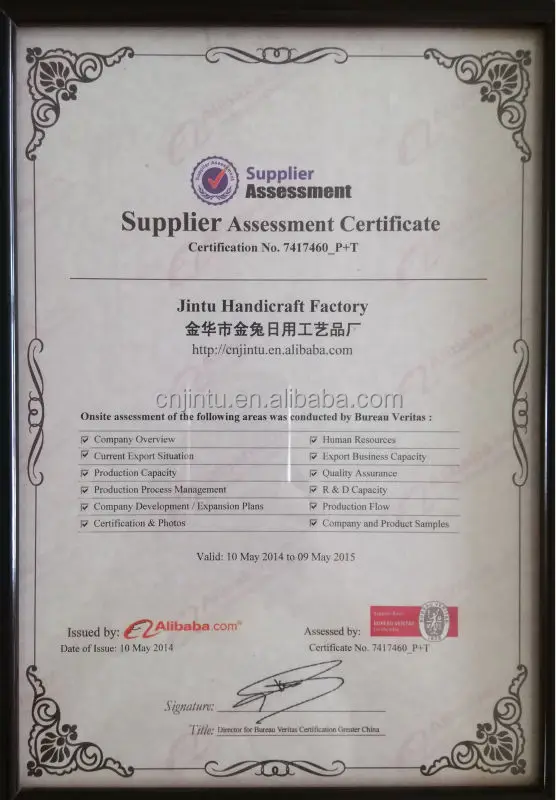 Supplier Assessment
Supplier
Assessment
Supplier Assessment Certificate
Certification No. 7417460_P+T
Jintu Handicraft Factory
金华市金兔日用工艺品厂
http://cnjintu.en.alibaba.com
cnjintu.en.alibaba.com
Onsite assessment of the following areas was conducted by Bureau Veritas :
Company Overview
Human Resources
Current Export Situation
Export Business Capacity
Production Capacity
Quality Assurance
Production Process Management
R & D Capacity
Company Development / Expansion Plans
Production Flow
Certification & Photos
Company and Product Samples
Valid: 10 May 2014 to 09 May 2015
Issued by: Alibaba.com®
Assessed by:
BUREAU VERITAS
Date of Issue: 10 May 2014
Certificate No. 7417460_P+T
Signature:
Title: Director for Bureau Veritas Certification Greater China